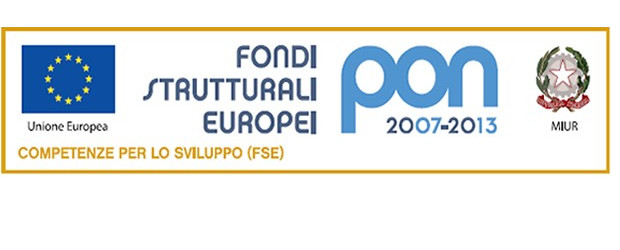 FONDI
STRUTTURALI
EUROPEI
pon
2007-2013
Unione Europea
MIUR
COMPETENZE PER LO SVILUPPO (FSE)